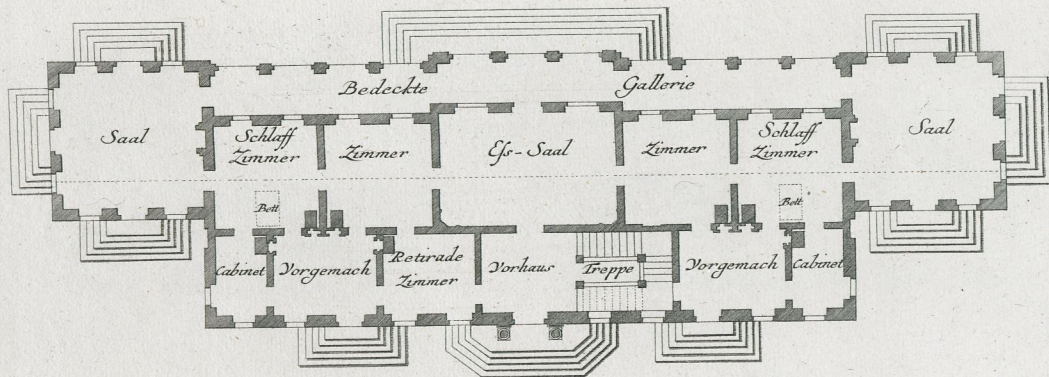 Bedeckte Gallerie
Saal
Schlaff
Zimmer
Zimmer
Eſs-Saal
Zimmer
Schlaff
Zimmer
Saal
Bett
Bett
Cabinet
Vorgemach
Retirade
Zimmer
Vorhaus
Treppe
Vorgemach
Cabinet